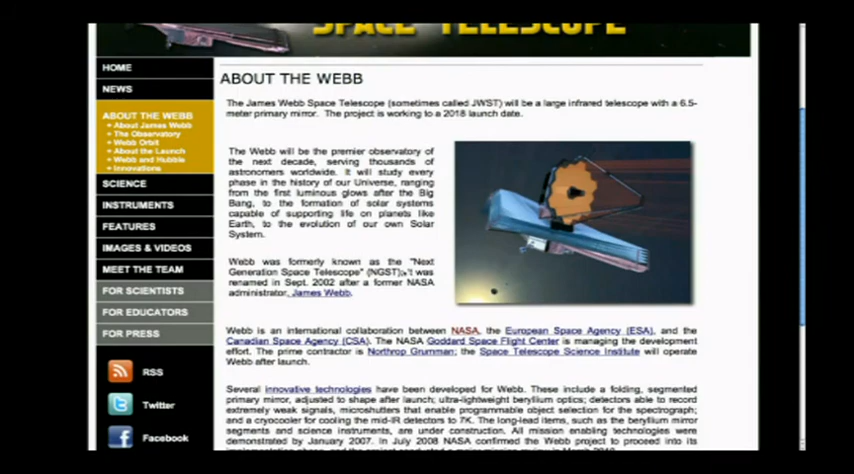 SPACE TELESCOPE
HOME
NEWS
ABOUT THE WEBB
About James Webb
The Observatory
Webb Orbit
About the Launch
Webb and Hubble
Innovations
SCIENCE
INSTRUMENTS
FEATURES
IMAGES & VIDEOS
MEET THE TEAM
FOR SCIENTISTS
FOR EDUCATORS
FOR PRESS
RSS
Twitter
Facebook
ABOUT THE WEBB
The James Webb Space Telescope (sometimes called JWST) will be a large infrared telescope with a 6.5-
meter primary mirror. The project is working to a 2018 launch date.
The Webb will be the premier observatory of
the next decade, serving thousands of
astronomers worldwide. It will study every
phase in the history of our Universe, ranging
from the first luminous glows after the Big
Bang, to the formation of solar systems
capable of supporting life on planets like
Earth, to the evolution of our own Solar
System.
Webb was formerly known as the "Next
Generation Space Telescope" (NGST); it was
renamed in Sept. 2002 after a former NASA
administrator, James Webb.
Webb is an international collaboration between NASA, the European Space Agency (ESA), and the
Canadian Space Agency (CSA). The NASA Goddard Space Flight Center is managing the development
effort. The prime contractor is Northrop Grumman; the Space Telescope Science Institute will operate
Webb after launch.
Several innovative technologies have been developed for Webb. These include a folding, segmented
primary mirror, adjusted to shape after launch; ultra-lightweight beryllium optics; detectors able to record
extremely weak signals, microshutters that enable programmable object selection for the spectrograph;
and a cryocooler for cooling the mid-IR detectors to 7K. The long-lead items, such as the beryllium mirror
segments and science instruments, are under construction. All mission enabling technologies were
demonstrated by January 2007. In July 2008 NASA confirmed the Webb project to proceed into its